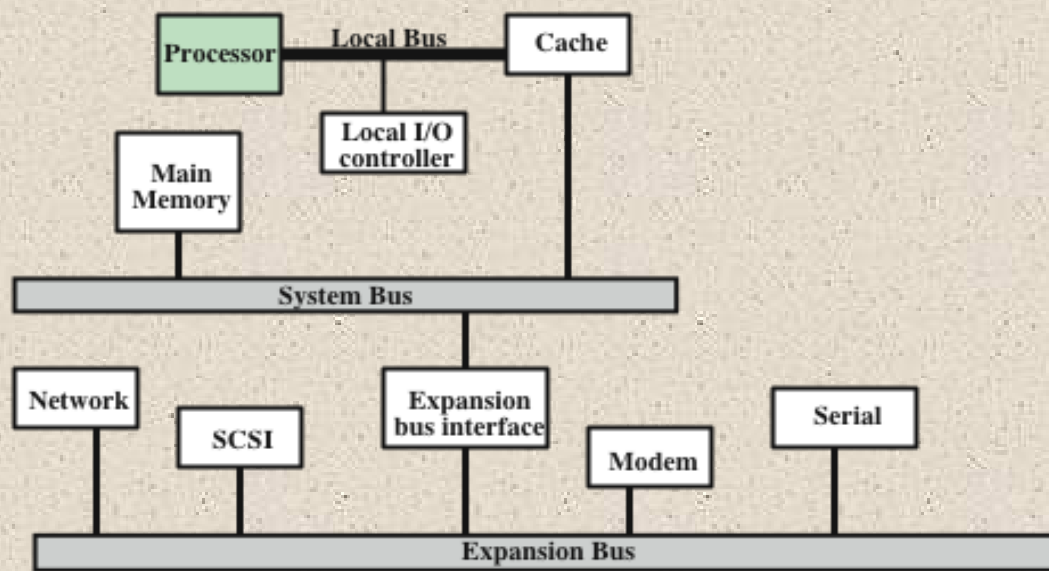 Processor
Local Bus
Cache
Local I/O
controller
Main
Memory
System Bus
Network
SCSI
Expansion
bus interface
Modem
Serial
Expansion Bus